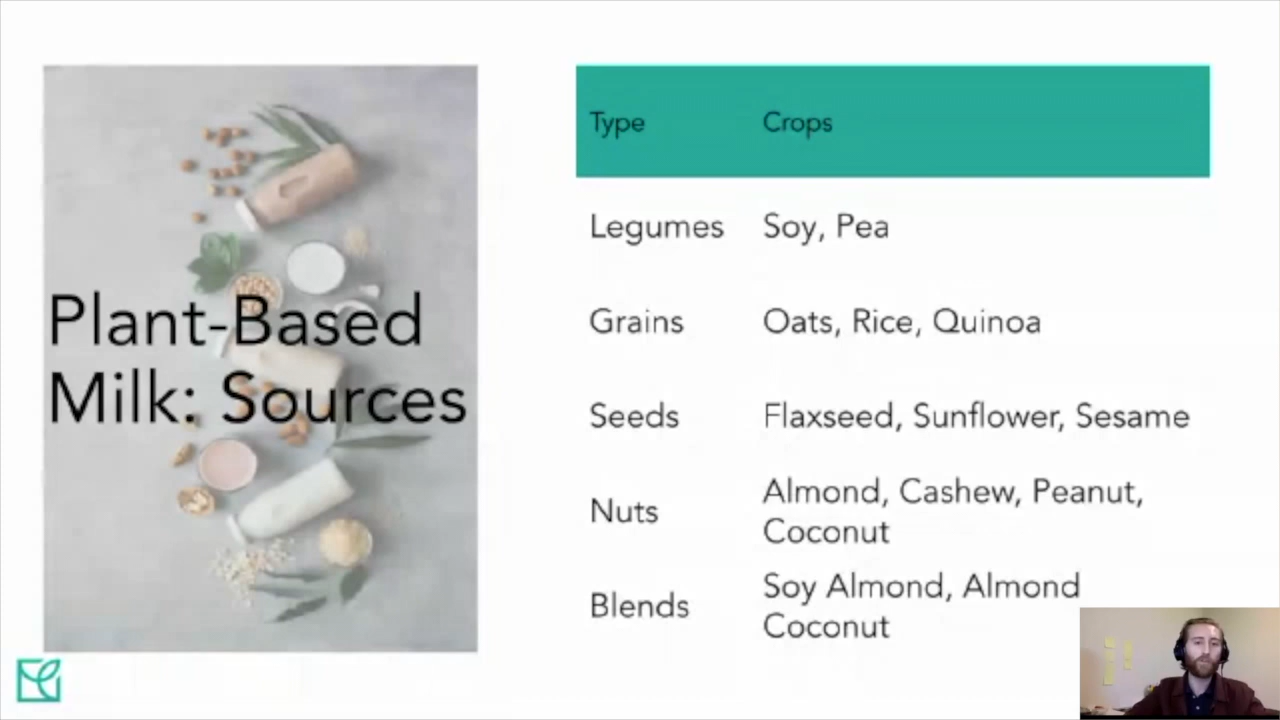 Plant-Based
Milk: Sources
Type Crops
Legumes Soy, Pea
Grains Oats, Rice, Quinoa
Seeds Flaxseed, Sunflower, Sesame
Nuts Almond, Cashew, Peanut,
Coconut
Blends Soy Almond, Almond
Coconut